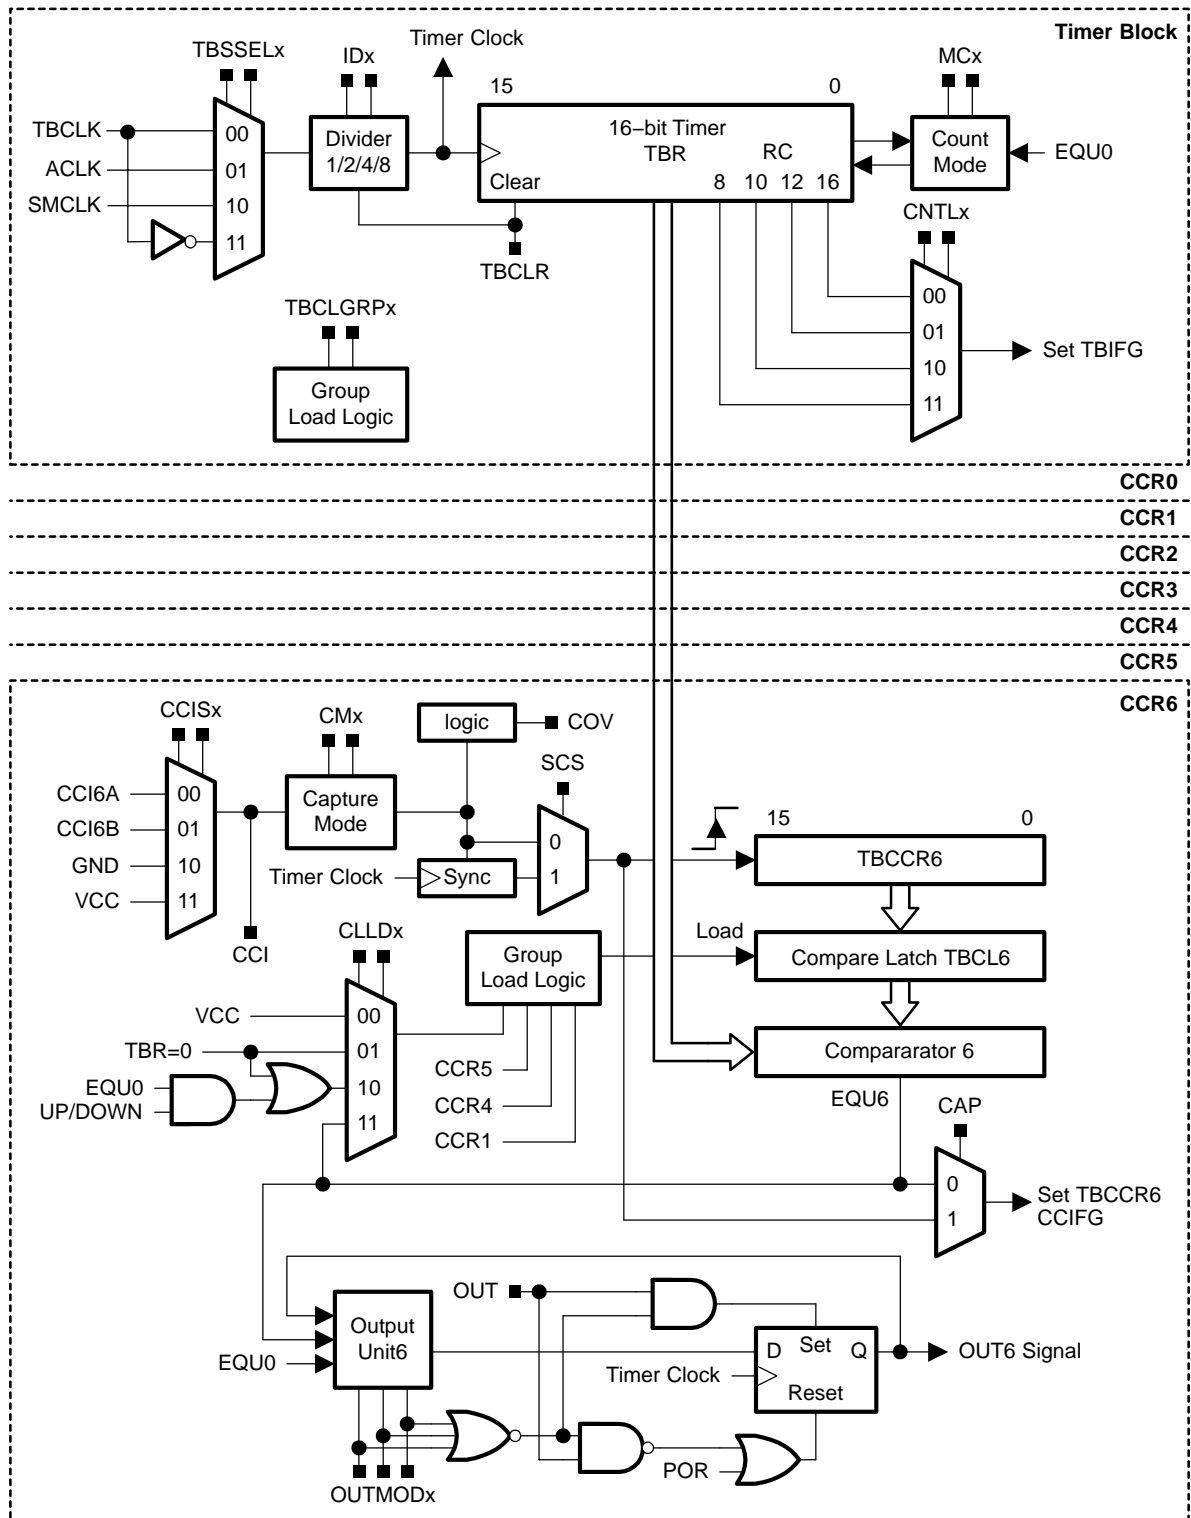 Timer Block
Timer Clock
TBSSELx
IDx
MCx
15
0
TBCLK
ACLK
SMCLK
00
01
10
11
Divider
1/2/4/8
16−bit Timer
TBR
RC
Clear
8
10
12
16
Count
Mode
EQU0
TBCLR
CNTLx
00
01
10
11
Set TBIFG
TBCLGRPx
Group
Load Logic
CCR0
CCR1
CCR2
CCR3
CCR4
CCR5
CCR6
CCISx
CMx
logic
COV
SCS
CCI6A
CCI6B
GND
VCC
00
01
10
11
Capture
Mode
CCI
Timer Clock
Sync
0
1
15
0
TBCCR6
CLLDx
Group
Load Logic
Load
Compare Latch TBCL6
VCC
TBR=0
EQU0
UP/DOWN
00
01
10
11
CCR5
CCR4
CCR1
Compararator 6
EQU6
CAP
0
1
Set TBCCR6
CCIFG
OUT
Output
Unit6
EQU0
D
Set
Q
Reset
Timer Clock
OUT6 Signal
POR
OUTMODx